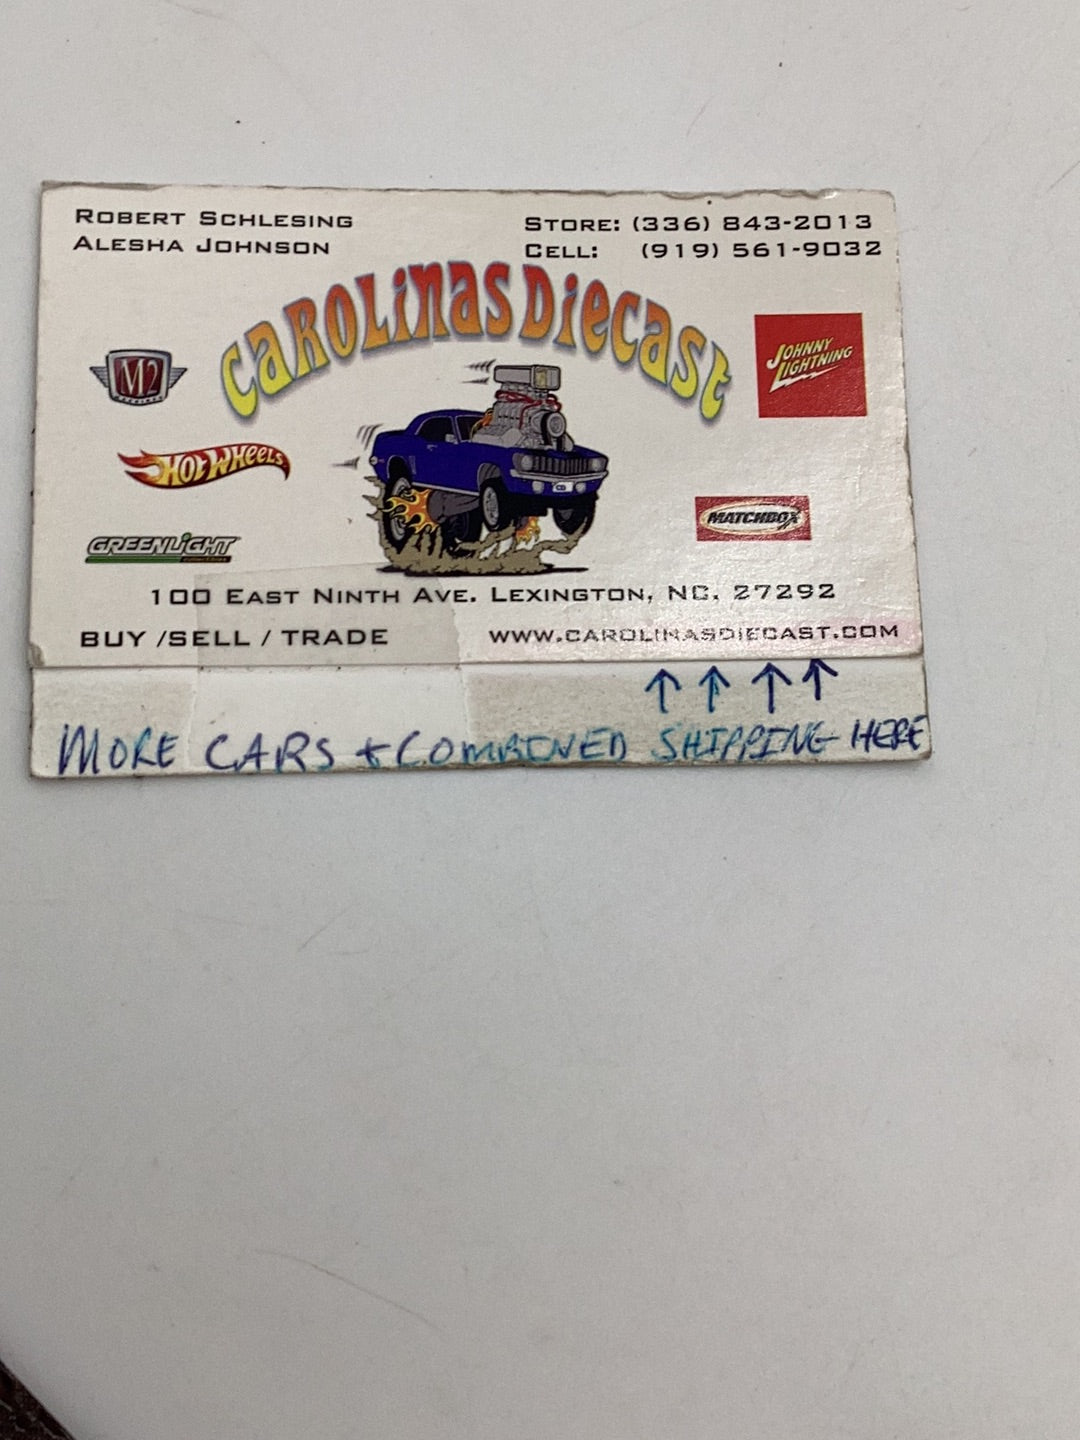 Robert Schlesing
Alesha Johnson
Store: (336) 843-2013
Cell: (919) 561-9032
Carolinas Diecast
M2
MACHINES
JOHNNY
LIGHTNING
HOT WHEELS
MATCHBOX
GREENLIGHT
CD
100 East Ninth Ave. Lexington, NC. 27292
BUY /SELL / TRADE
WWW.CAROLINASDIECAST.COM
MORE CARS + COMBINED SHIPPING HERE